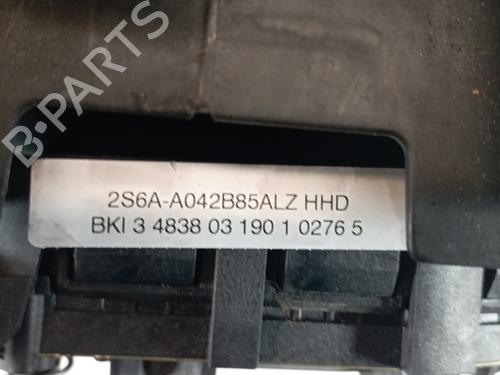 B-PARTS
2S6A-A042B85ALZ HHD
BKI 3 4838 03 190 1 0276 5